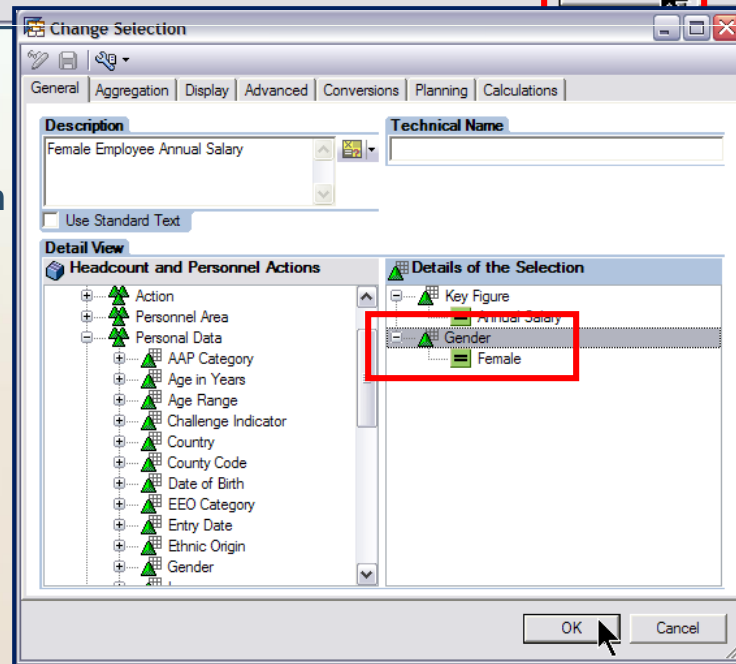 Change Selection
General Aggregation Display Advanced Conversions Planning Calculations
Description
Female Employee Annual Salary
Technical Name
Use Standard Text
Detail View
Headcount and Personnel Actions
Action
Personnel Area
Personal Data
AAP Category
Age in Years
Age Range
Challenge Indicator
Country
County Code
Date of Birth
EEO Category
Entry Date
Ethnic Origin
Gender
Details of the Selection
Key Figure
Annual Salary
Gender
Female
OK Cancel